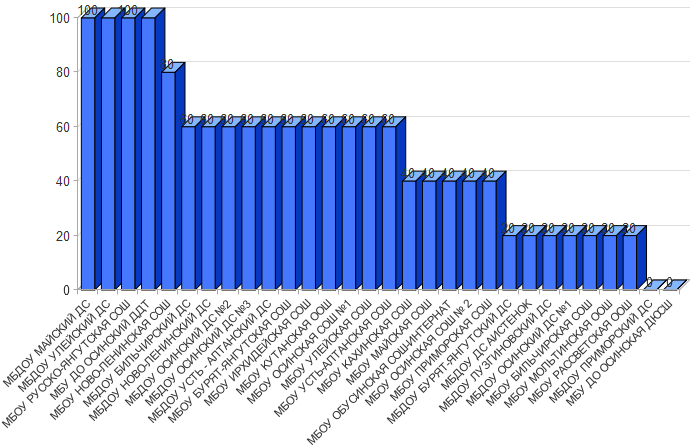 100 100 80 60 60 60 60 60 60 60 60 60 60 60 40 40 40 40 40 20 20 20 20 20 20 20 0 0
100
80
60
40
20
0
МБДОУ МАЙСКИЙ ДС
МБДОУ УЛЕЙСКИЙ ДС
МБОУ РУССКО-ЯНГУТСКАЯ СОШ
МБУ ДО ОСИНСКИЙ ДДТ
МБОУ НОВО-ЛЕНИНСКАЯ СОШ
МБДОУ БИЛЬЧИРСКИЙ ДС
МБДОУ НОВО-ЛЕНИНСКИЙ ДС
МБДОУ ОСИНСКИЙ ДС №2
МБДОУ ОСИНСКИЙ ДС №3
МБДОУ УСТЬ - АЛТАНСКИЙ ДС
МБОУ БУРЯТ-ЯНГУТСКАЯ СОШ
МБОУ ИРХИДЕЙСКАЯ СОШ
МБОУ КУТАНСКАЯ ООШ
МБОУ ОСИНСКАЯ СОШ №1
МБОУ УЛЕЙСКАЯ СОШ
МБОУ УСТЬ-АЛТАНСКАЯ СОШ
МБОУ КАХИНСКАЯ СОШ
МБОУ МАЙСКАЯ СОШ
МБОУ ОБУСИНСКАЯ СОШ-ИНТЕРНАТ
МБОУ ОСИНСКАЯ СОШ № 2
МБОУ ПРИМОРСКАЯ СОШ
МБДОУ БУРЯТ-ЯНГУТСКИЙ ДС
МБДОУ ДС АИСТЕНОК
МБДОУ ЛУЗГИНОВСКИЙ ДС
МБДОУ ОСИНСКИЙ ДС №1
МБОУ БИЛЬЧИРСКАЯ СОШ
МБОУ МОЛЬТИНСКАЯ ООШ
МБОУ РАССВЕТСКАЯ ООШ
МБДОУ ПРИМОРСКИЙ ДС
МБУ ДО ОСИНСКАЯ ДЮСШ